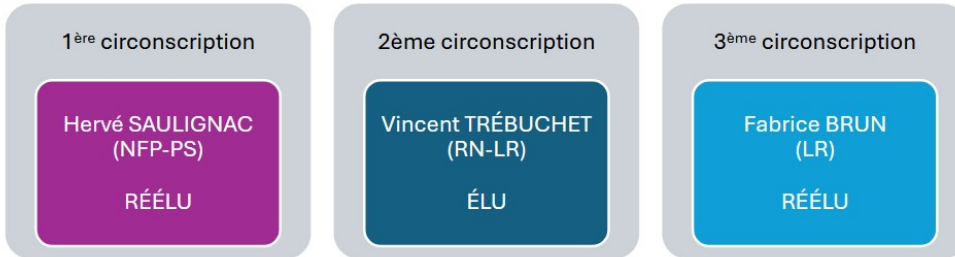 1ère circonscription
Hervé SAULIGNAC
(NFP-PS)
RÉÉLU
2ème circonscription
Vincent TRÉBUCHET
(RN-LR)
ÉLU
3ème circonscription
Fabrice BRUN
(LR)
RÉÉLU